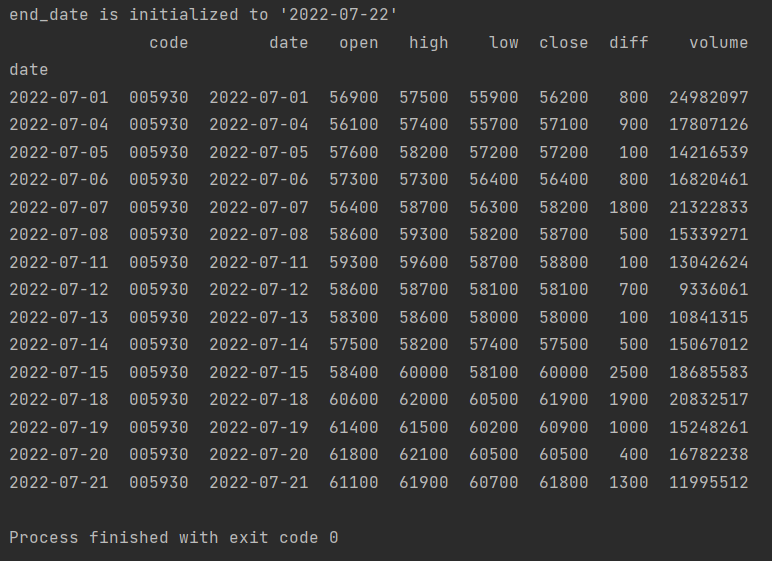 end_date is initialized to '2022-07-22'
              code        date   open   high    low  close  diff    volume
date
2022-07-01  005930  2022-07-01  56900  57500  55900  56200   800  24982097
2022-07-04  005930  2022-07-04  56100  57400  55700  57100   900  17807126
2022-07-05  005930  2022-07-05  57600  58200  57200  57200   100  14216539
2022-07-06  005930  2022-07-06  57300  57300  56400  56400   800  16820461
2022-07-07  005930  2022-07-07  56400  58700  56300  58200  1800  21322833
2022-07-08  005930  2022-07-08  58600  59300  58200  58700   500  15339271
2022-07-11  005930  2022-07-11  59300  59600  58700  58800   100  13042624
2022-07-12  005930  2022-07-12  58600  58700  58100  58100   700   9336061
2022-07-13  005930  2022-07-13  58300  58600  58000  58000   100  10841315
2022-07-14  005930  2022-07-14  57500  58200  57400  57500   500  15067012
2022-07-15  005930  2022-07-15  58400  60000  58100  60000  2500  18685583
2022-07-18  005930  2022-07-18  60600  62000  60500  61900  1900  20832517
2022-07-19  005930  2022-07-19  61400  61500  60200  60900  1000  15248261
2022-07-20  005930  2022-07-20  61800  62100  60500  60500   400  16782238
2022-07-21  005930  2022-07-21  61100  61900  60700  61800  1300  11995512
Process finished with exit code 0